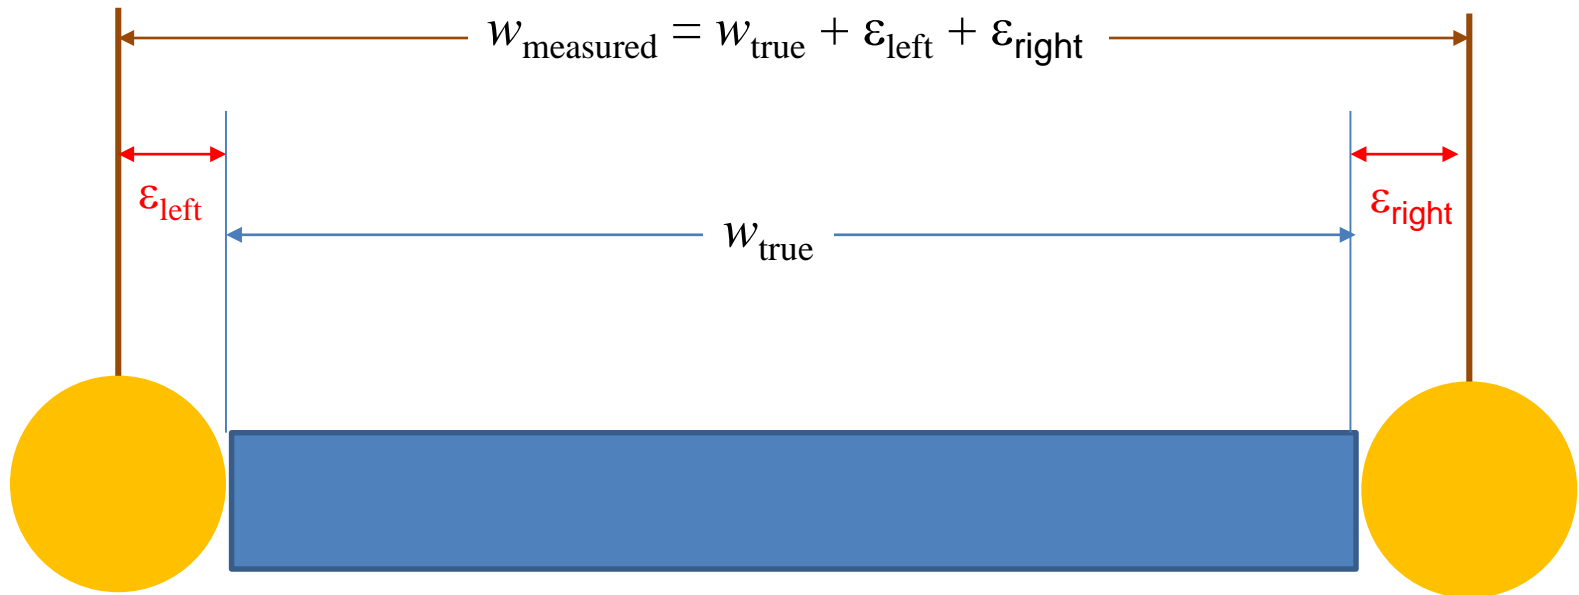 w_measured = w_true + ε_left + ε_right
ε_left
ε_right
w_true